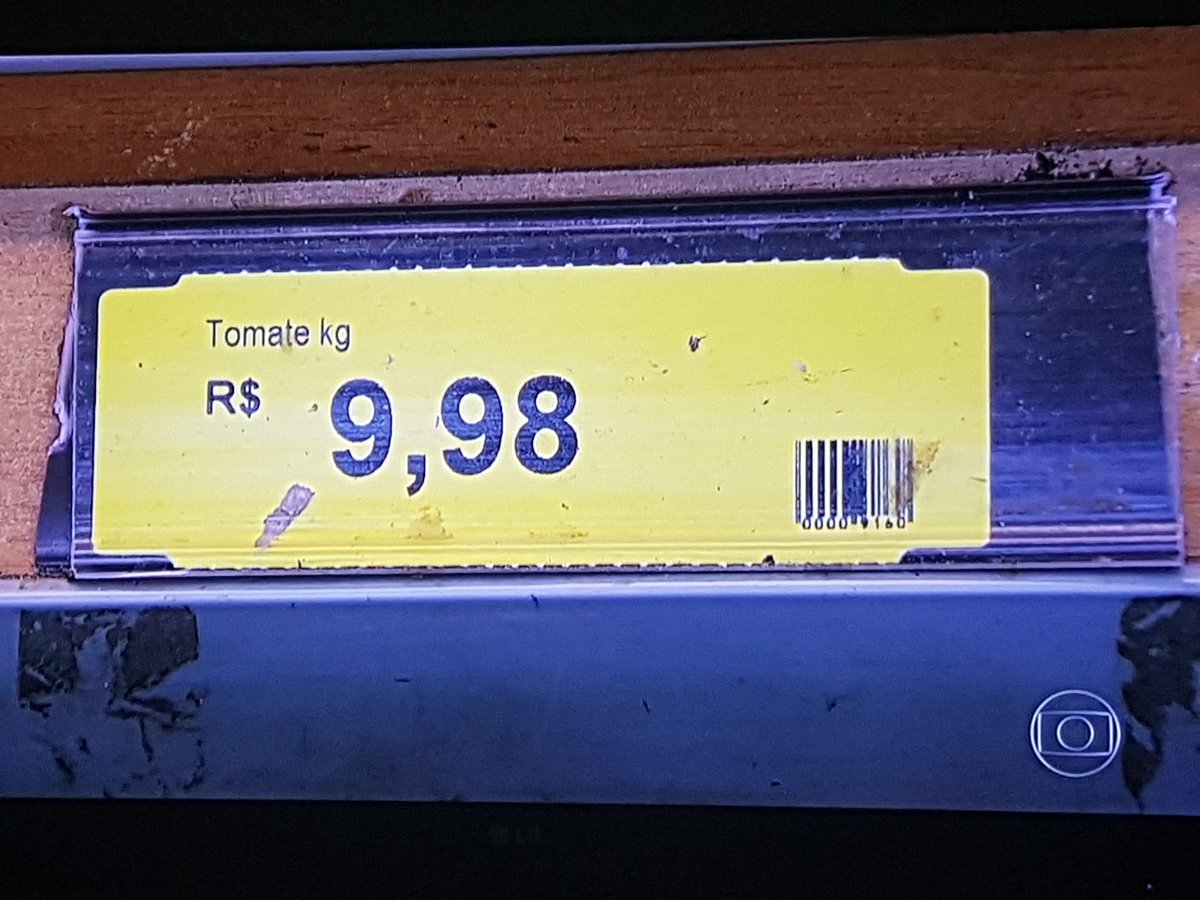 Tomate kg
R$ 9,98